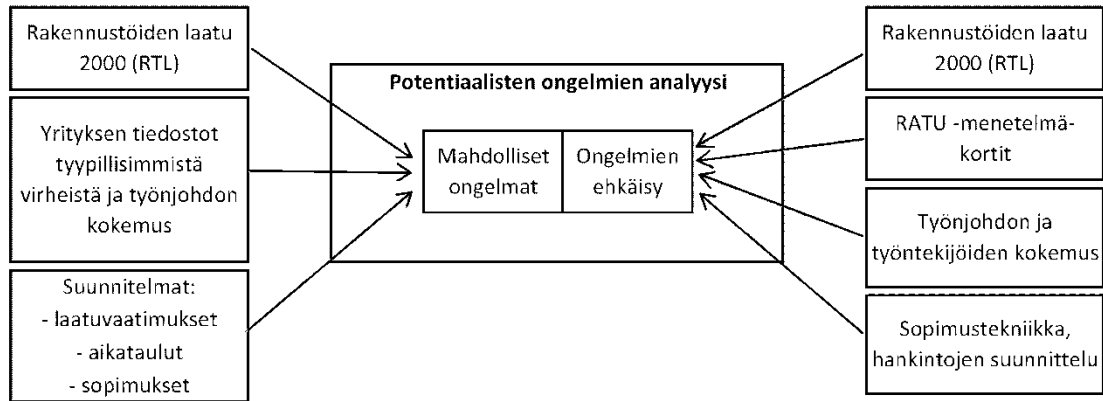 Rakennustöiden laatu
2000 (RTL)
Yrityksen tiedostot
tyypillisimmistä
virheistä ja työnjohdon
kokemus
Suunnitelmat:
- laatuvaatimukset
- aikataulut
- sopimukset
Potentiaalisten ongelmien analyysi
Mahdolliset
ongelmat
Ongelmien
ehkäisy
Rakennustöiden laatu
2000 (RTL)
RATU -menetelmä-
kortit
Työnjohdon ja
työntekijöiden kokemus
Sopimustekniikka,
hankintojen suunnittelu